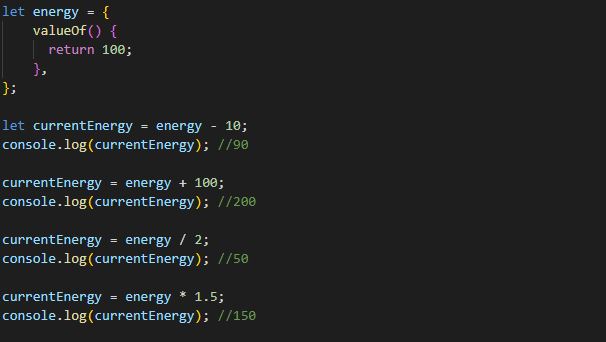 let energy = {
    valueOf() {
      return 100;
    },
};

let currentEnergy = energy - 10;
console.log(currentEnergy); //90

currentEnergy = energy + 100;
console.log(currentEnergy); //200

currentEnergy = energy / 2;
console.log(currentEnergy); //50

currentEnergy = energy * 1.5;
console.log(currentEnergy); //150